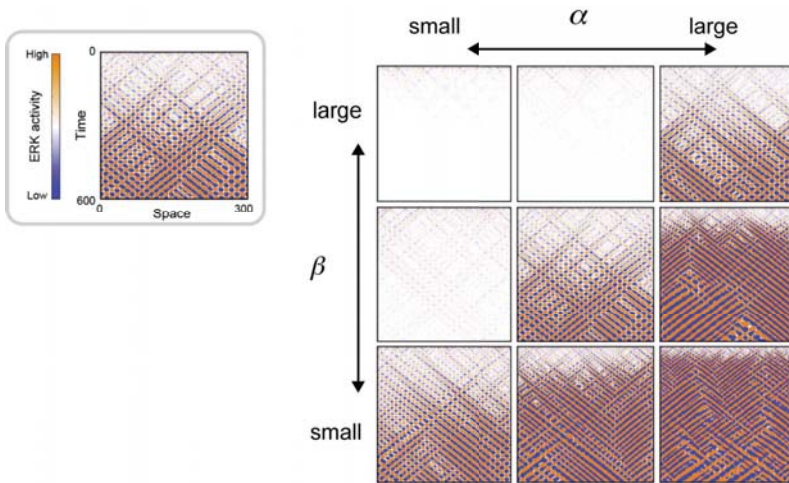 High
ERK activity
Low
0
Time
600
0
Space
300
small
α
large
large
β
small